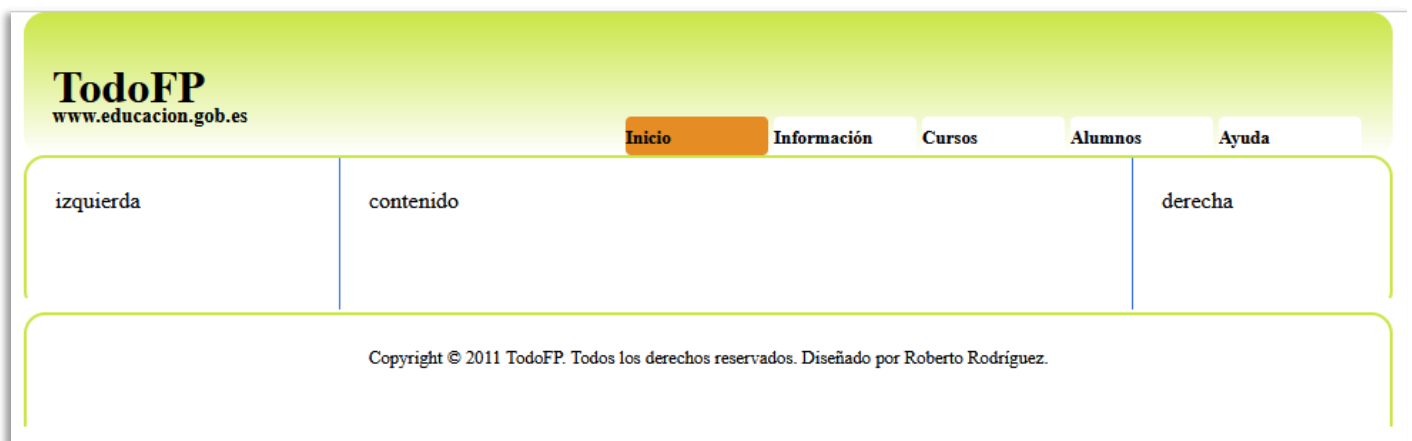 TodoFP
www.educacion.gob.es
Inicio Información Cursos Alumnos Ayuda
izquierda contenido derecha
Copyright © 2011 TodoFP. Todos los derechos reservados. Diseñado por Roberto Rodríguez.